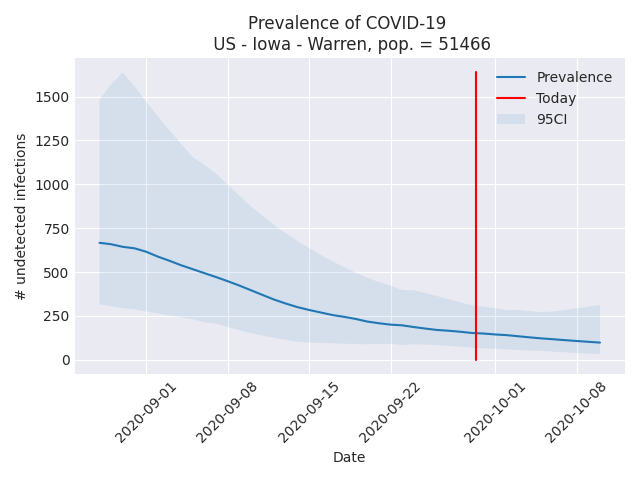 Prevalence of COVID-19
US - Iowa - Warren, pop. = 51466
Prevalence
Today
95CI
# undetected infections
1500
1250
1000
750
500
250
0
2020-09-01
2020-09-08
2020-09-15
2020-09-22
2020-10-01
2020-10-08
Date